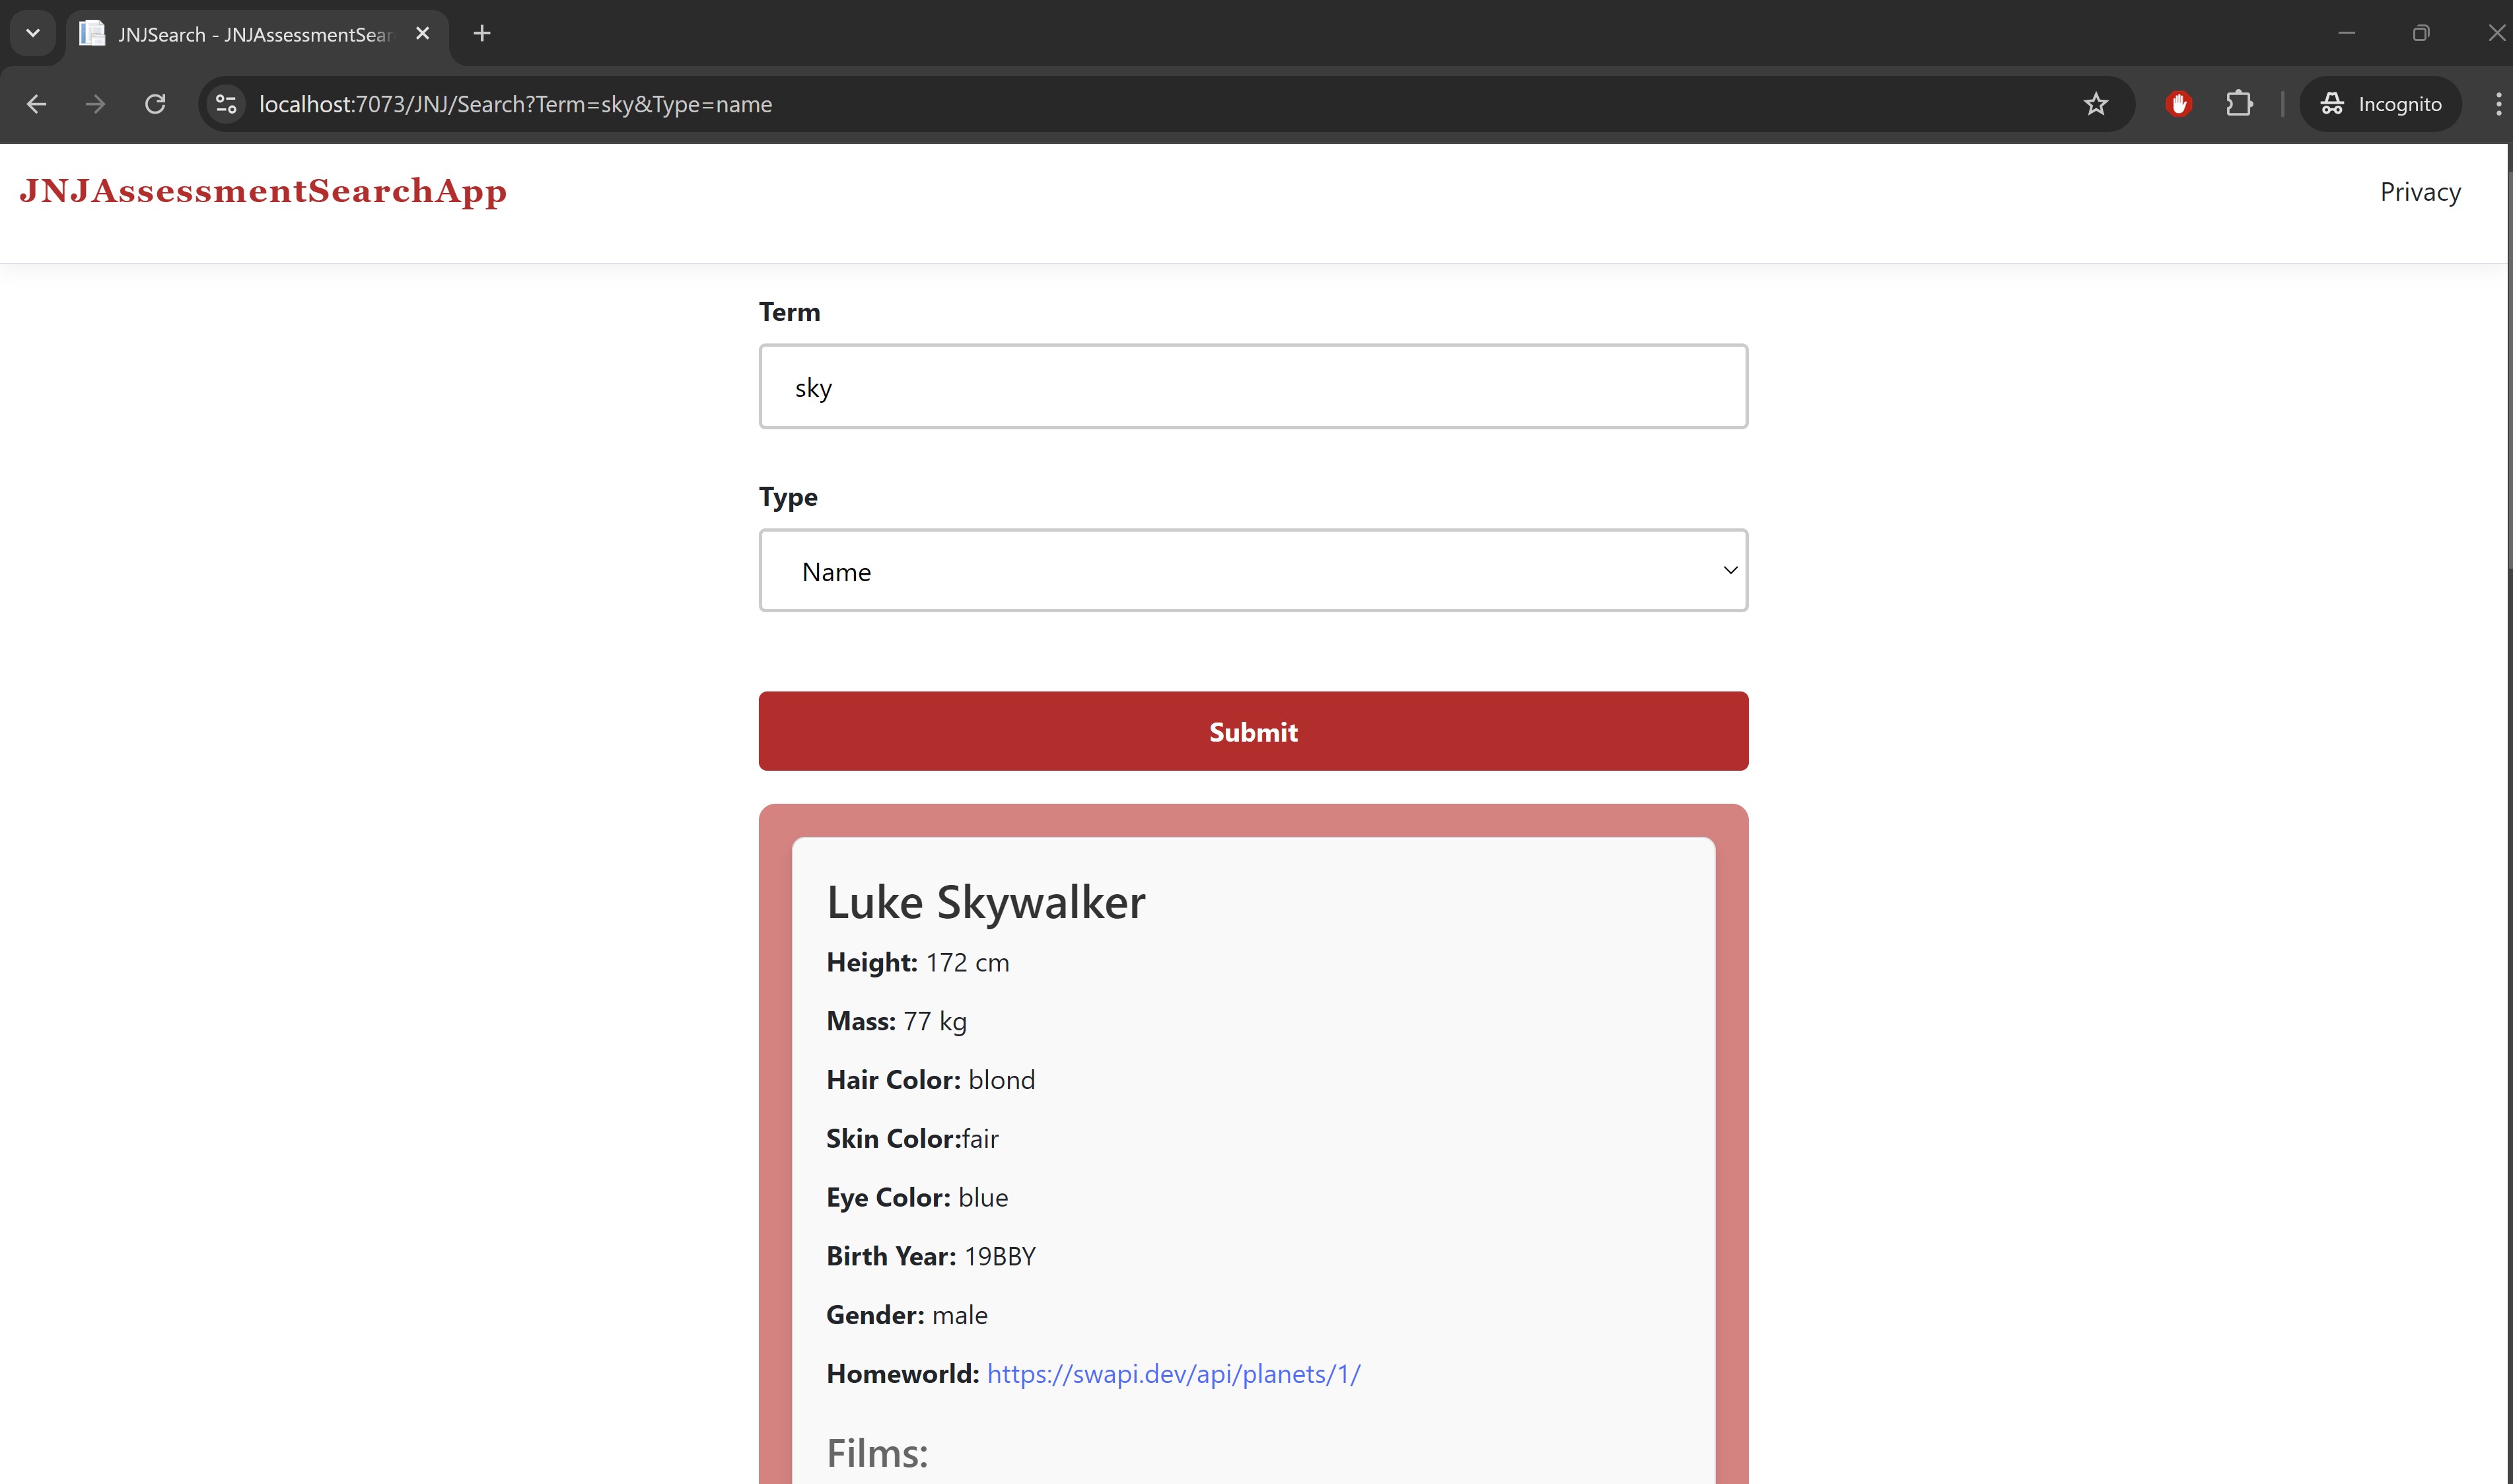 JNJSearch - JNJAssessmentSear
localhost:7073/JNJ/Search?Term=sky&Type=name
Incognito
JNJAssessmentSearchApp
Privacy
Term
sky
Type
Name
Submit
Luke Skywalker
Height: 172 cm
Mass: 77 kg
Hair Color: blond
Skin Color:fair
Eye Color: blue
Birth Year: 19BBY
Gender: male
Homeworld: https://swapi.dev/api/planets/1/
Films: